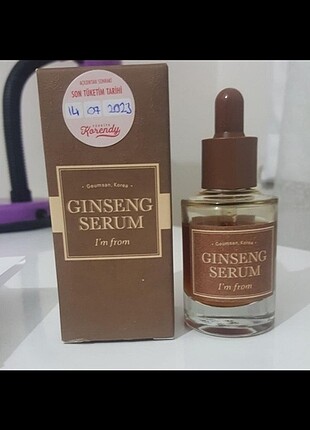 SON TÜKETİM TARİHİ
14 07 2023
Korendy
Geumsan, Korea
GINSENG
SERUM
I'm from
Geumsan, Korea
GINSENG
SERUM
I'm from